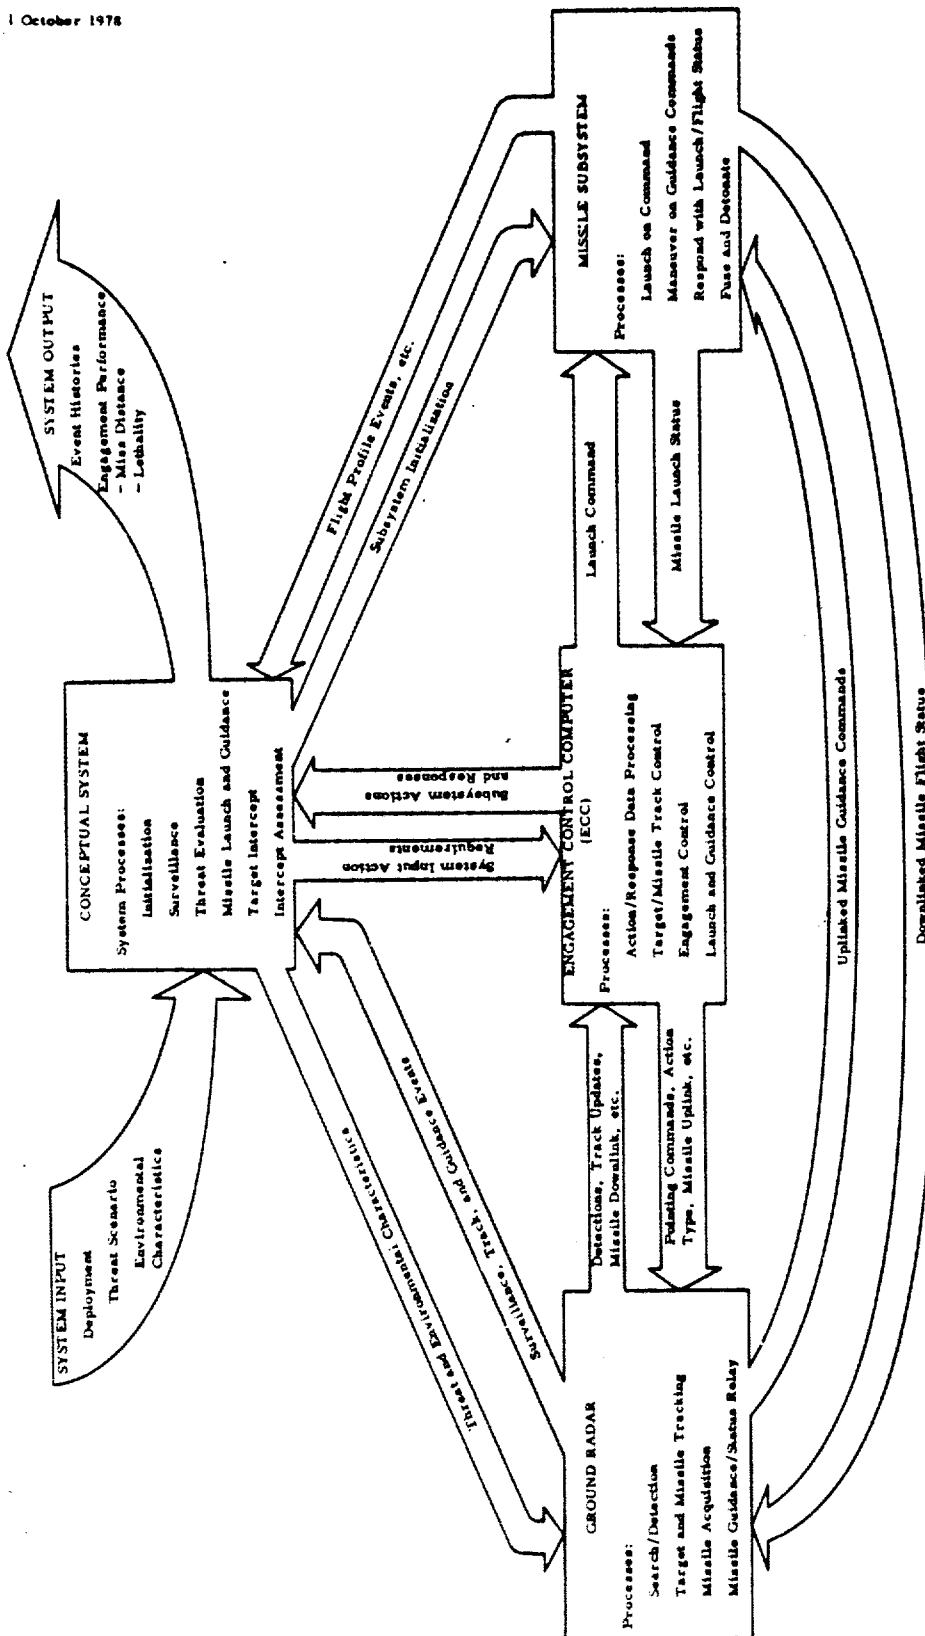 1 October 1978
SYSTEM INPUT
Deployment
Threat Scenario
Environmental
Characteristics
CONCEPTUAL SYSTEM
System Processes:
Initialization
Surveillance
Threat Evaluation
Missile Launch and Guidance
Target Intercept
Intercept Assessment
SYSTEM OUTPUT
Event Histories
Engagement Performance
- Miss Distance
- Lethality
Threat and Environmental Characteristics
Surveillance, Track, and Guidance Events
System Input Action
Requirements
Subsystem Actions
and Responses
Flight Profile Events, etc.
Subsystem Initialization
GROUND RADAR
Processes:
Search/Detection
Target and Missile Tracking
Missile Acquisition
Missile Guidance/Status Relay
Detections, Track Updates,
Missile Downlink, etc.
Pointing Commands, Action
Type, Missile Uplink, etc.
ENGAGEMENT CONTROL COMPUTER
(ECC)
Processes:
Action/Response Data Processing
Target/Missile Track Control
Engagement Control
Launch and Guidance Control
Launch Command
Missile Launch Status
MISSILE SUBSYSTEM
Processes:
Launch on Command
Maneuver on Guidance Commands
Respond with Launch/Flight Status
Fuse and Detonate
Uplinked Missile Guidance Commands
Downlinked Missile Flight Status